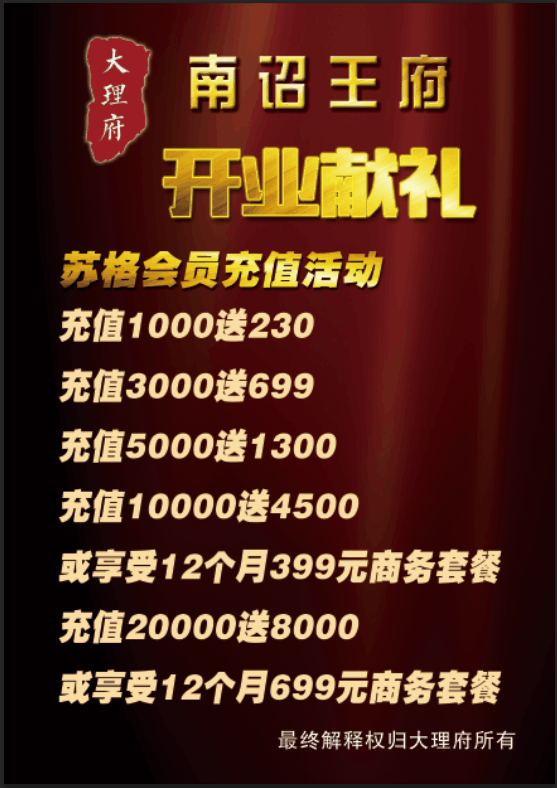 大理府
南诏王府
开业献礼
苏格会员充值活动
充值1000送230
充值3000送699
充值5000送1300
充值10000送4500
或享受12个月399元商务套餐
充值20000送8000
或享受12个月699元商务套餐
最终解释权归大理府所有